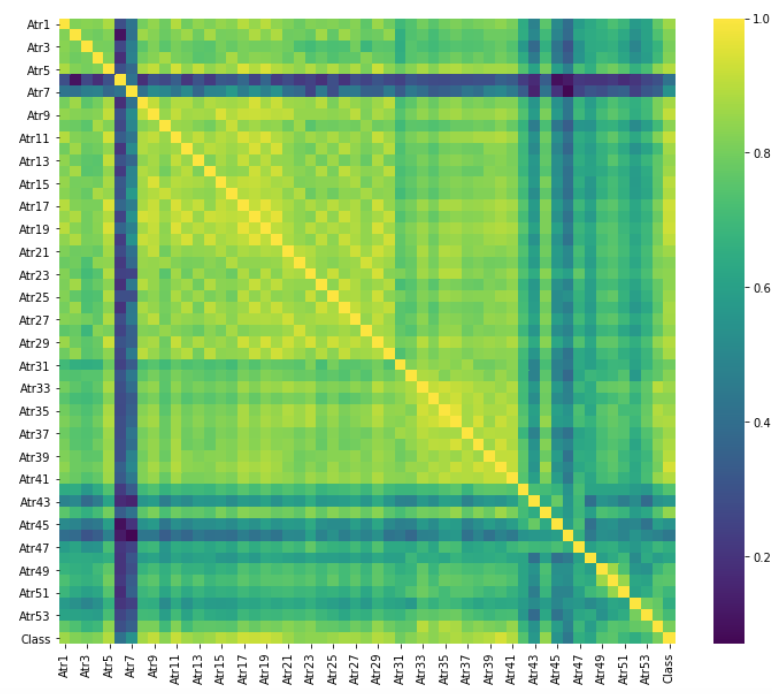 Atr1
Atr3
Atr5
Atr7
Atr9
Atr11
Atr13
Atr15
Atr17
Atr19
Atr21
Atr23
Atr25
Atr27
Atr29
Atr31
Atr33
Atr35
Atr37
Atr39
Atr41
Atr43
Atr45
Atr47
Atr49
Atr51
Atr53
Class
Atr1 Atr3 Atr5 Atr7 Atr9 Atr11 Atr13 Atr15 Atr17 Atr19 Atr21 Atr23 Atr25 Atr27 Atr29 Atr31 Atr33 Atr35 Atr37 Atr39 Atr41 Atr43 Atr45 Atr47 Atr49 Atr51 Atr53 Class
1.0
0.8
0.6
0.4
0.2